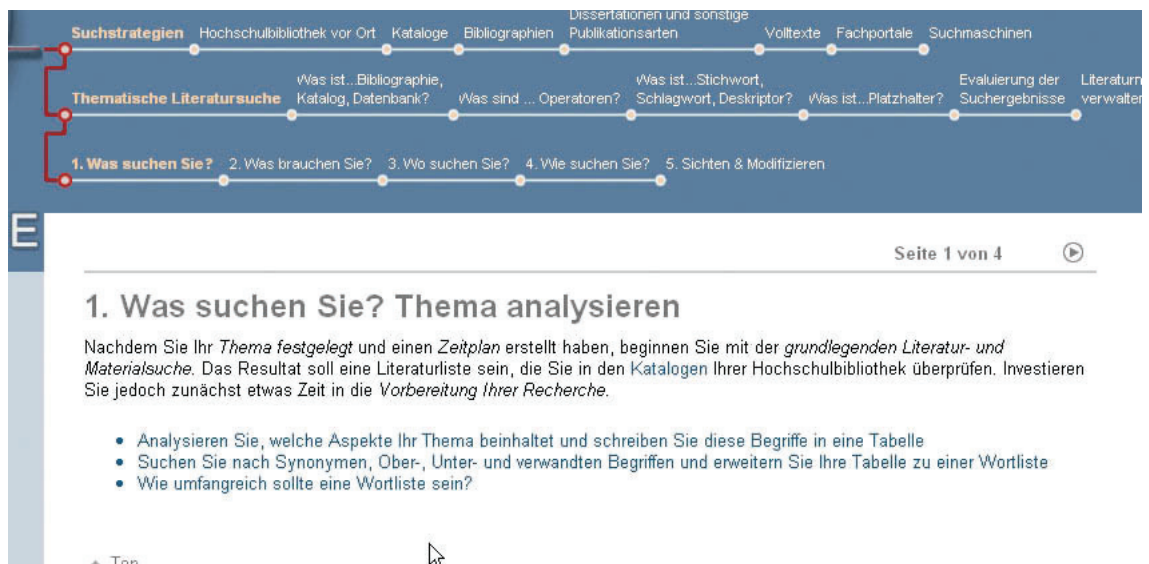 Dissertationen und sonstige
Suchstrategien Hochschulbibliothek vor Ort Kataloge Bibliographien Publikationsarten Volltexte Fachportale Suchmaschinen
Was ist...Bibliographie, Was ist...Stichwort, Evaluierung der
Thematische Literatursuche Katalog, Datenbank? Was sind ... Operatoren? Schlagwort, Deskriptor? Was ist...Platzhalter? Suchergebnisse
1. Was suchen Sie? 2. Was brauchen Sie? 3. Wo suchen Sie? 4. Wie suchen Sie? 5. Sichten & Modifizieren
E
Seite 1 von 4
1. Was suchen Sie? Thema analysieren
Nachdem Sie Ihr Thema festgelegt und einen Zeitplan erstellt haben, beginnen Sie mit der grundlegenden Literatur- und
Materialsuche. Das Resultat soll eine Literaturliste sein, die Sie in den Katalogen Ihrer Hochschulbibliothek überprüfen. Investieren
Sie jedoch zunächst etwas Zeit in die Vorbereitung Ihrer Recherche.
• Analysieren Sie, welche Aspekte Ihr Thema beinhaltet und schreiben Sie diese Begriffe in eine Tabelle
• Suchen Sie nach Synonymen, Ober-, Unter- und verwandten Begriffen und erweitern Sie Ihre Tabelle zu einer Wortliste
• Wie umfangreich sollte eine Wortliste sein?
Top